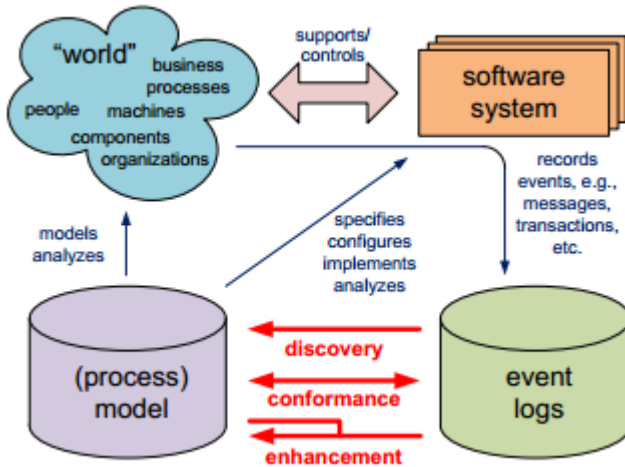 “world”
business
processes
people
machines
components
organizations
supports/
controls
software
system
records
events, e.g.,
messages,
transactions,
etc.
models
analyzes
specifies
configures
implements
analyzes
(process)
model
discovery
conformance
enhancement
event
logs